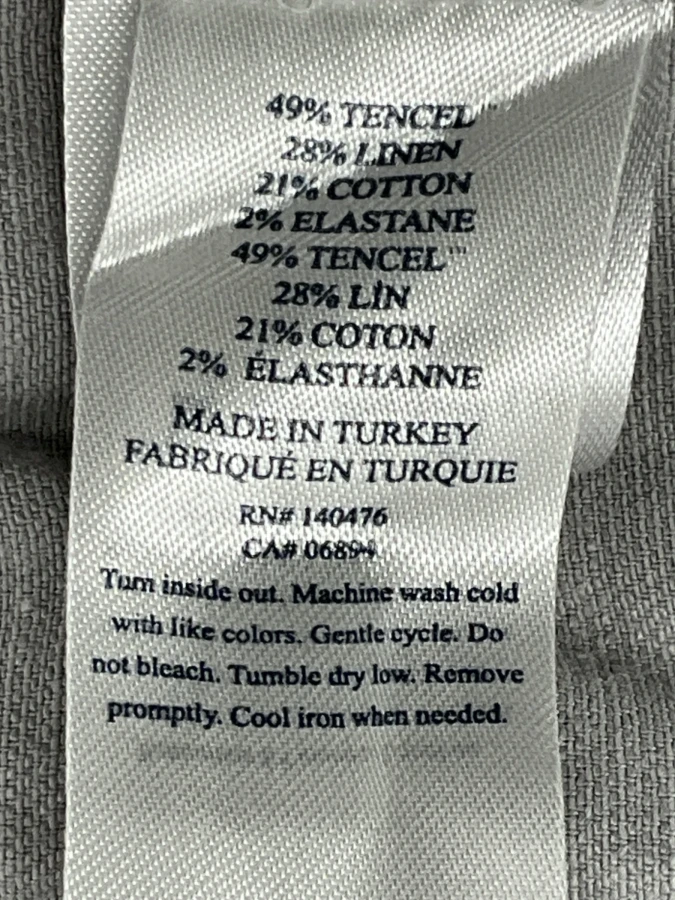 49% TENCEL™
28% LINEN
21% COTTON
2% ELASTANE
49% TENCEL™
28% LİN
21% COTON
2% ÉLASTHANNE
MADE IN TURKEY
FABRIQUÉ EN TURQUIE
RN# 140476
CA# 06894
Turn inside out. Machine wash cold
with like colors. Gentle cycle. Do
not bleach. Tumble dry low. Remove
promptly. Cool iron when needed.